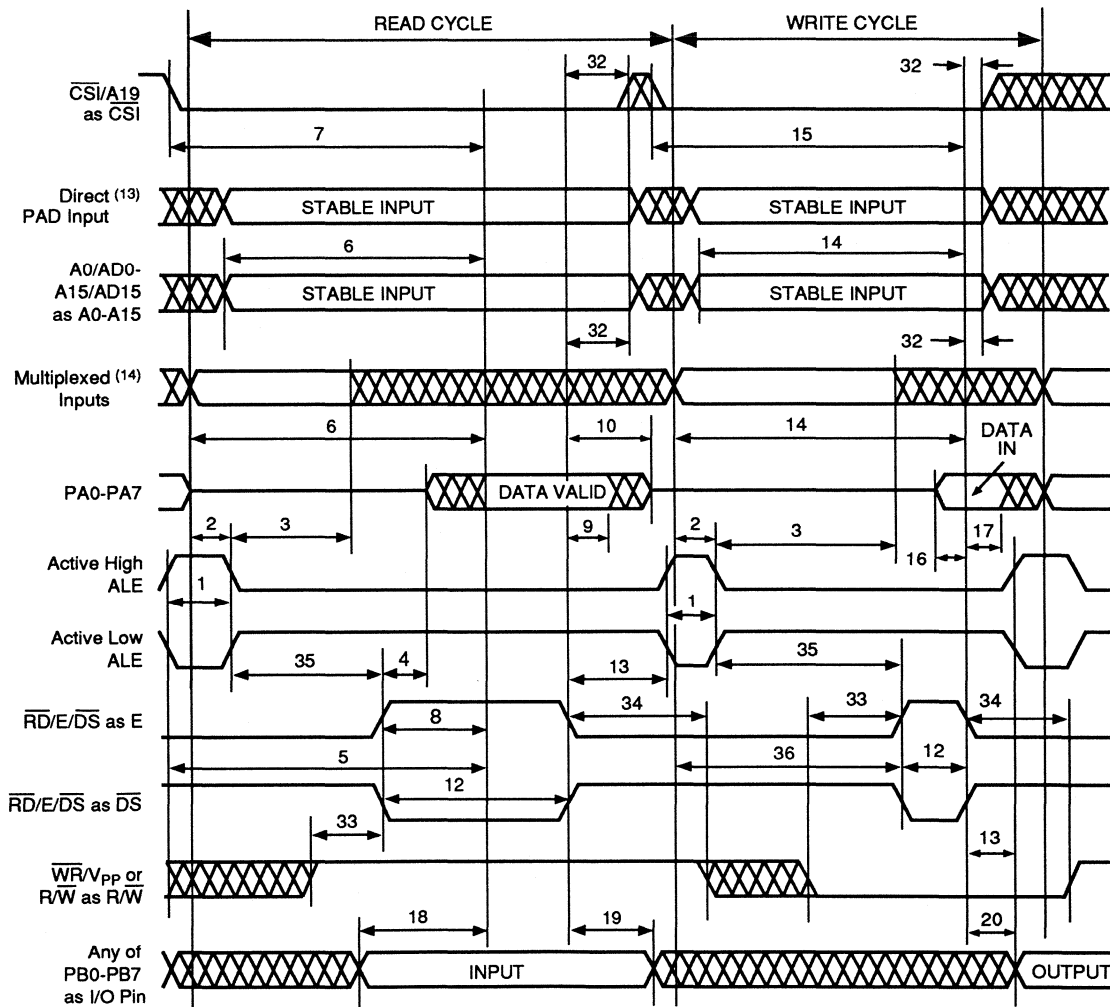 READ CYCLE
WRITE CYCLE
32
32
CSI/A19
as CSI
7
15
Direct (13)
PAD Input
STABLE INPUT
STABLE INPUT
6
14
A0/AD0-
A15/AD15
as A0-A15
STABLE INPUT
STABLE INPUT
32
32
Multiplexed (14)
Inputs
6
10
14
DATA
IN
PA0-PA7
DATA VALID
2
3
9
2
3
16
17
Active High
ALE
1
1
Active Low
ALE
35
4
13
35
RD/E/DS as E
8
34
33
34
5
36
12
RD/E/DS as DS
12
33
13
WR/VPP or
R/W as R/W
18
19
20
Any of
PB0-PB7
as I/O Pin
INPUT
OUTPUT